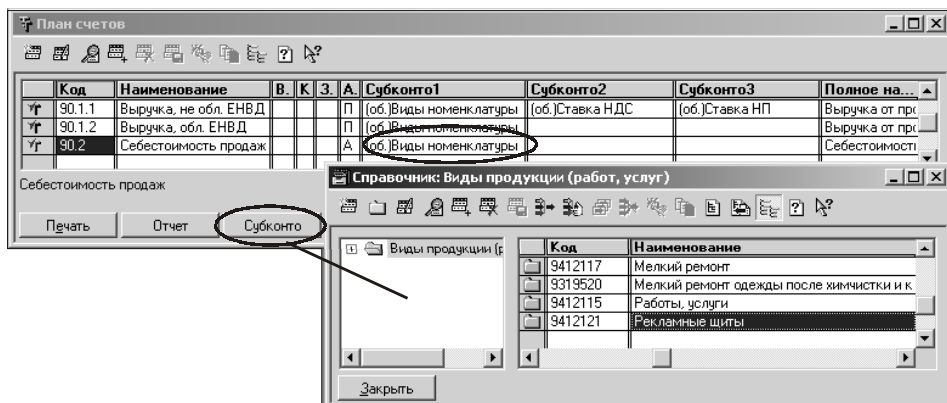 План счетов
Код Наименование В. К З. А. Субконто1 Субконто2 Субконто3 Полное на...
90.1.1 Выручка, не обл. ЕНВД П (об.)Виды номенклатуры (об.)Ставка НДС (об.)Ставка НП Выручка от про
90.1.2 Выручка, обл. ЕНВД П (об.)Виды номенклатуры Выручка от про
90.2 Себестоимость продаж А (об.)Виды номенклатуры Себестоимость
Себестоимость продаж
Печать Отчет Субконто
Справочник: Виды продукции (работ, услуг)
Виды продукции (р
Код Наименование
9412117 Мелкий ремонт
9319520 Мелкий ремонт одежды после химчистки и к
9412115 Работы, услуги
9412121 Рекламные щиты
Закрыть